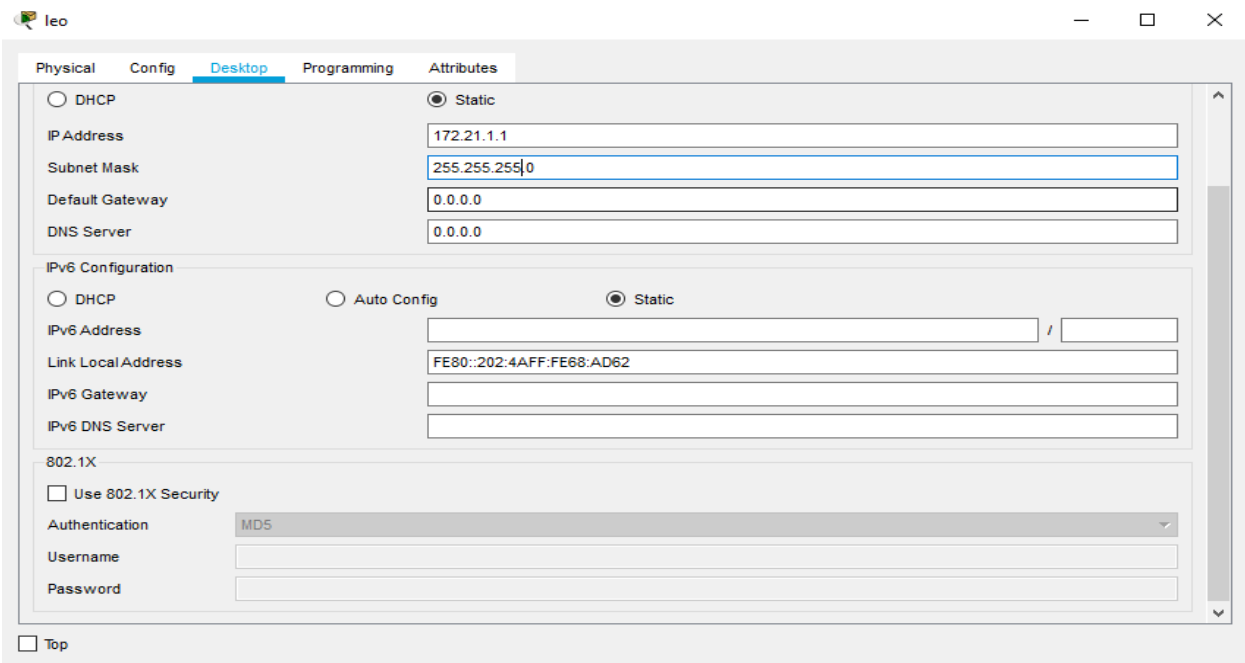 leo
Physical Config Desktop Programming Attributes
DHCP Static
IP Address 172.21.1.1
Subnet Mask 255.255.255.0
Default Gateway 0.0.0.0
DNS Server 0.0.0.0
IPv6 Configuration
DHCP Auto Config Static
IPv6 Address /
Link Local Address FE80::202:4AFF:FE68:AD62
IPv6 Gateway
IPv6 DNS Server
802.1X
Use 802.1X Security
Authentication MD5
Username
Password
Top